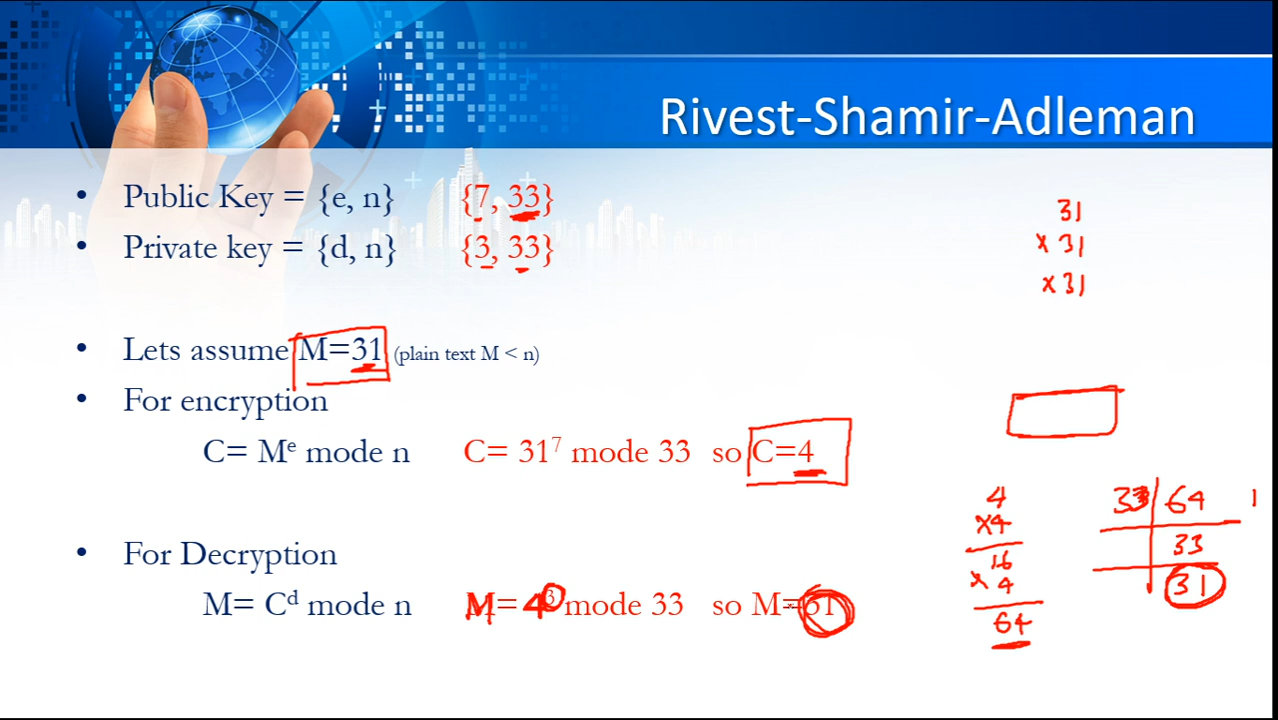 Rivest-Shamir-Adleman
• Public Key = {e, n} {7, 33}
• Private key = {d, n} {3, 33}
• Lets assume M=31 (plain text M < n)
• For encryption
C= Mᵉ mode n C= 31⁷ mode 33 so C=4
• For Decryption
M= Cᵈ mode n M= 4³ mode 33 so M=31
31
x 31
x 31
4
x4
16
x 4
64
33 64 1
33
31